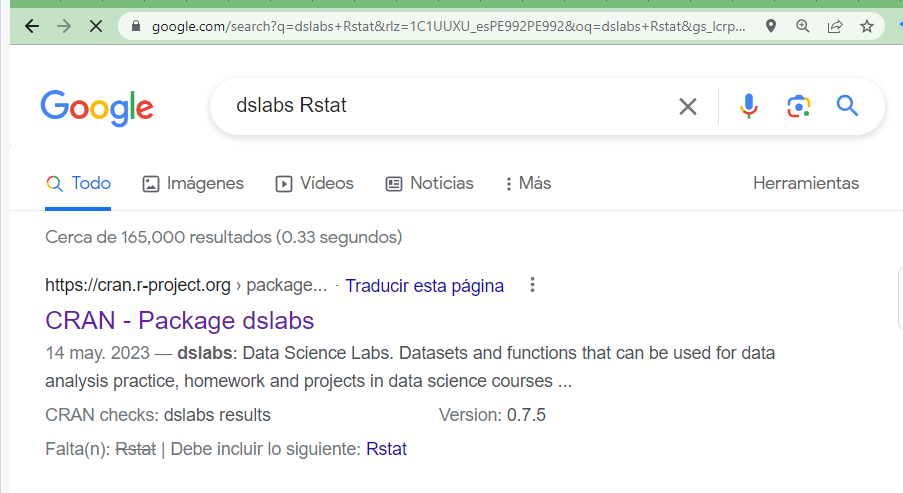 google.com/search?q=dslabs+Rstat&rlz=1C1UUXU_esPE992PE992&oq=dslabs+Rstat&gs_lcrp...
Google
dslabs Rstat
Todo Imágenes Videos Noticias Más Herramientas
Cerca de 165,000 resultados (0.33 segundos)
https://cran.r-project.org › package... · Traducir esta página
CRAN - Package dslabs
14 may. 2023 — dslabs: Data Science Labs. Datasets and functions that can be used for data
analysis practice, homework and projects in data science courses ...
CRAN checks: dslabs results Version: 0.7.5
Falta(n): Rstat | Debe incluir lo siguiente: Rstat